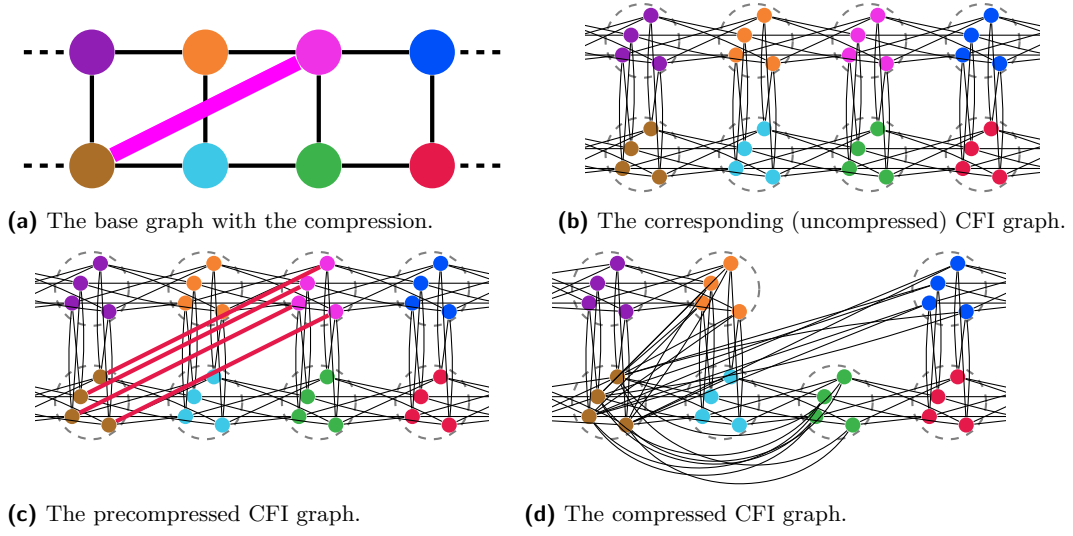 (a) The base graph with the compression.
(b) The corresponding (uncompressed) CFI graph.
(c) The precompressed CFI graph.
(d) The compressed CFI graph.